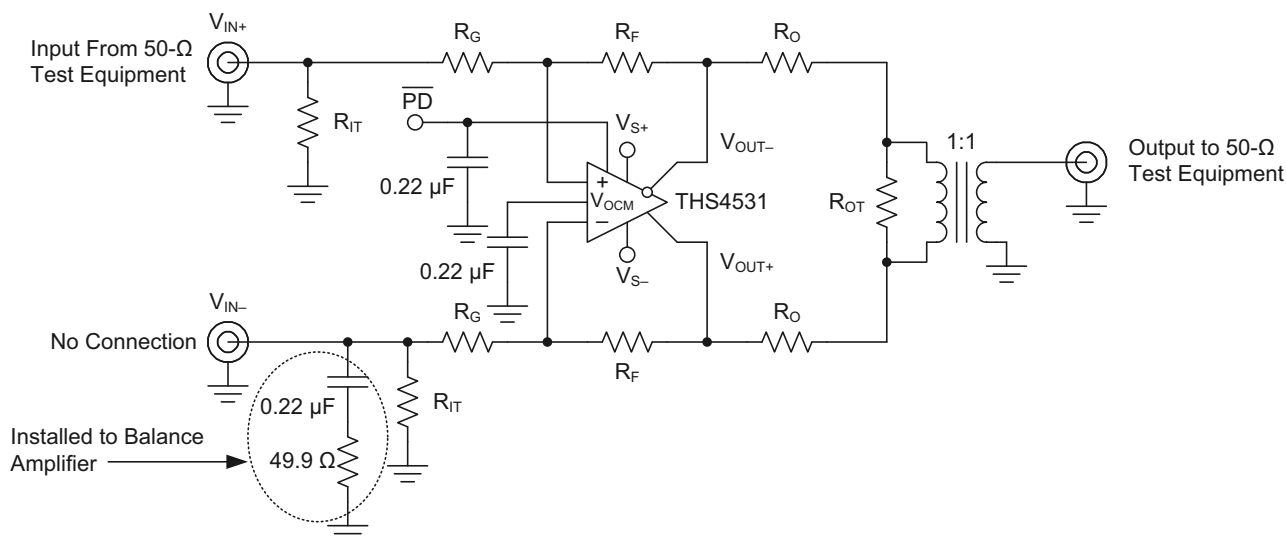 V_IN+
Input From 50-Ω
Test Equipment
R_G
R_F
R_O
R_IT
PD
V_S+
V_OUT–
1:1
Output to 50-Ω
Test Equipment
0.22 µF
+
V_OCM
–
THS4531
R_OT
0.22 µF
V_S–
V_OUT+
V_IN–
No Connection
R_G
R_F
R_O
0.22 µF
R_IT
Installed to Balance
Amplifier
49.9 Ω